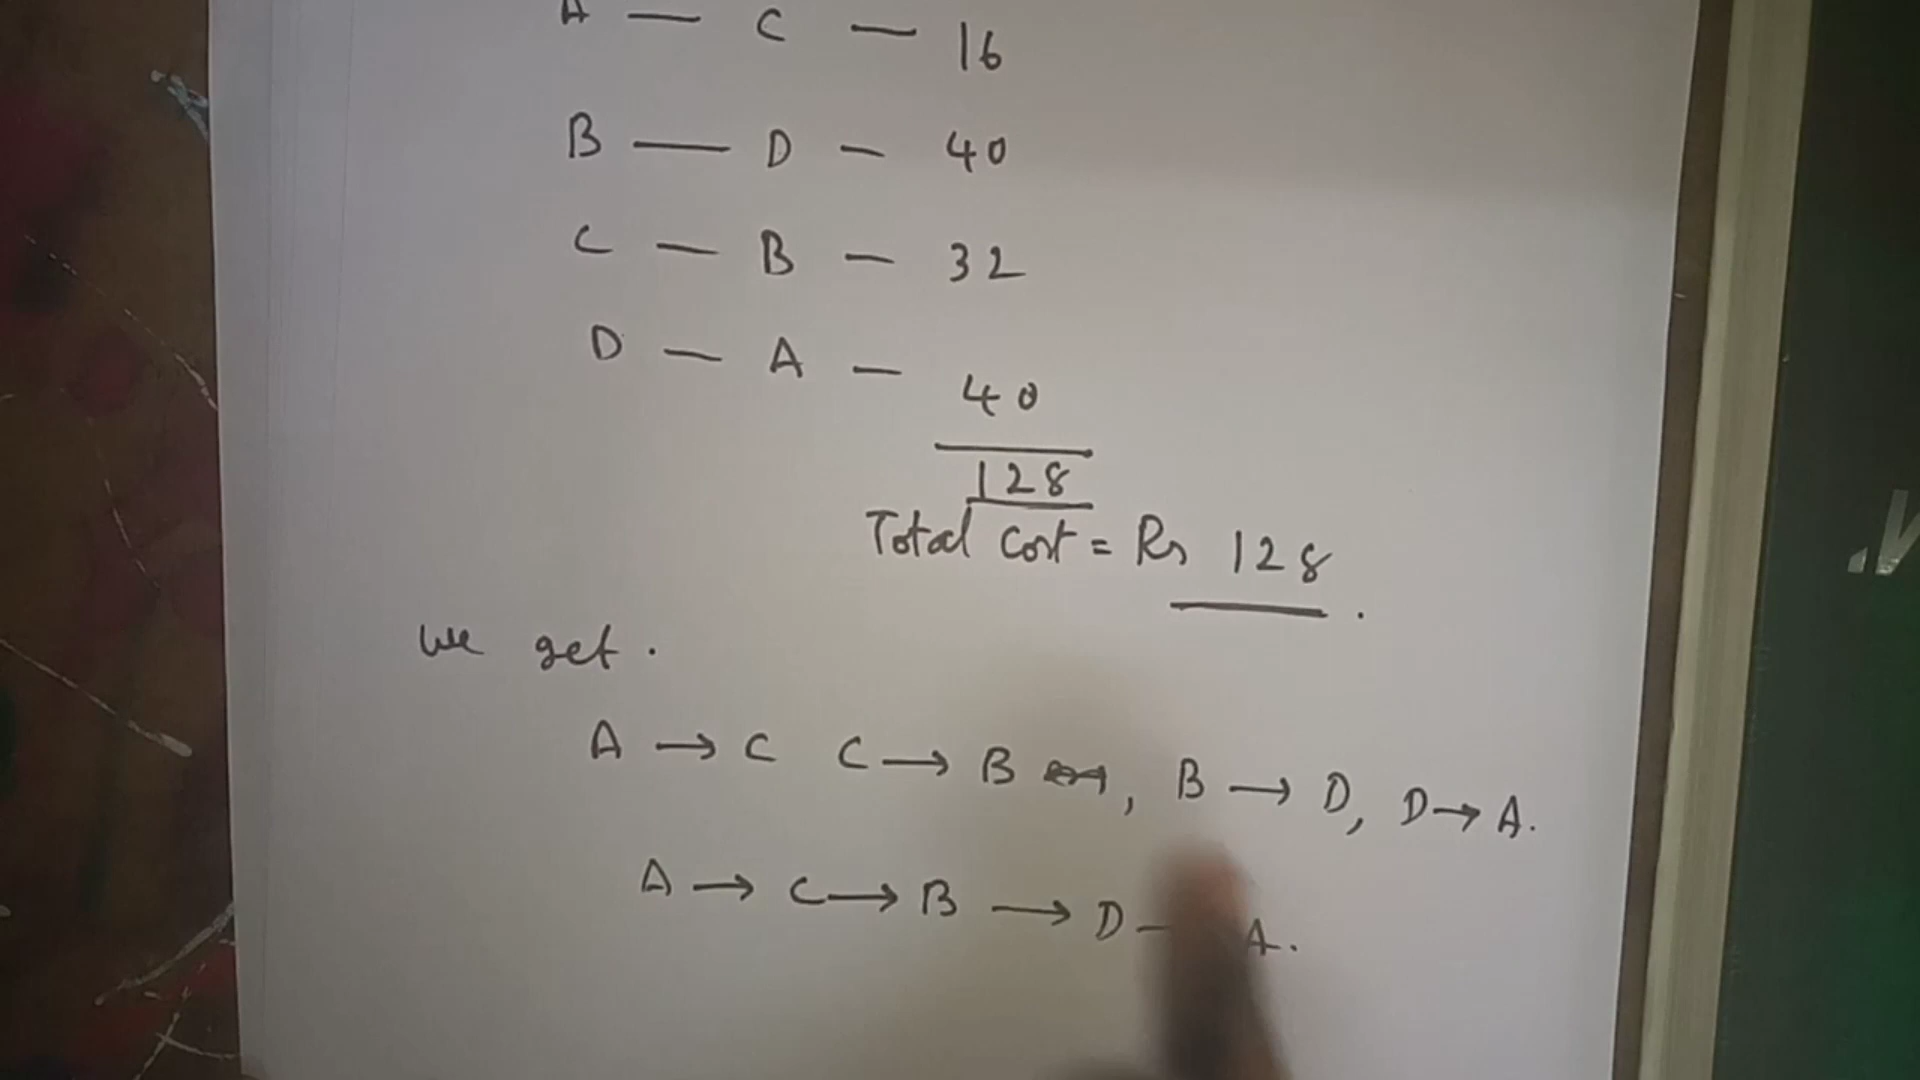 A — C — 16
B — D — 40
C — B — 32
D — A — 40
128
Total cost = Rs 128.
we get.
A → C C → B, B → D, D → A.
A → C → B → D — A.